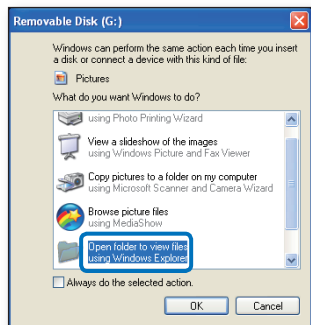 Removable Disk (G:)
Windows can perform the same action each time you insert
a disk or connect a device with this kind of file:
Pictures
What do you want Windows to do?
using Photo Printing Wizard
View a slideshow of the images
using Windows Picture and Fax Viewer
Copy pictures to a folder on my computer
using Microsoft Scanner and Camera Wizard
Browse picture files
using MediaShow
Open folder to view files
using Windows Explorer
Always do the selected action.
OK
Cancel